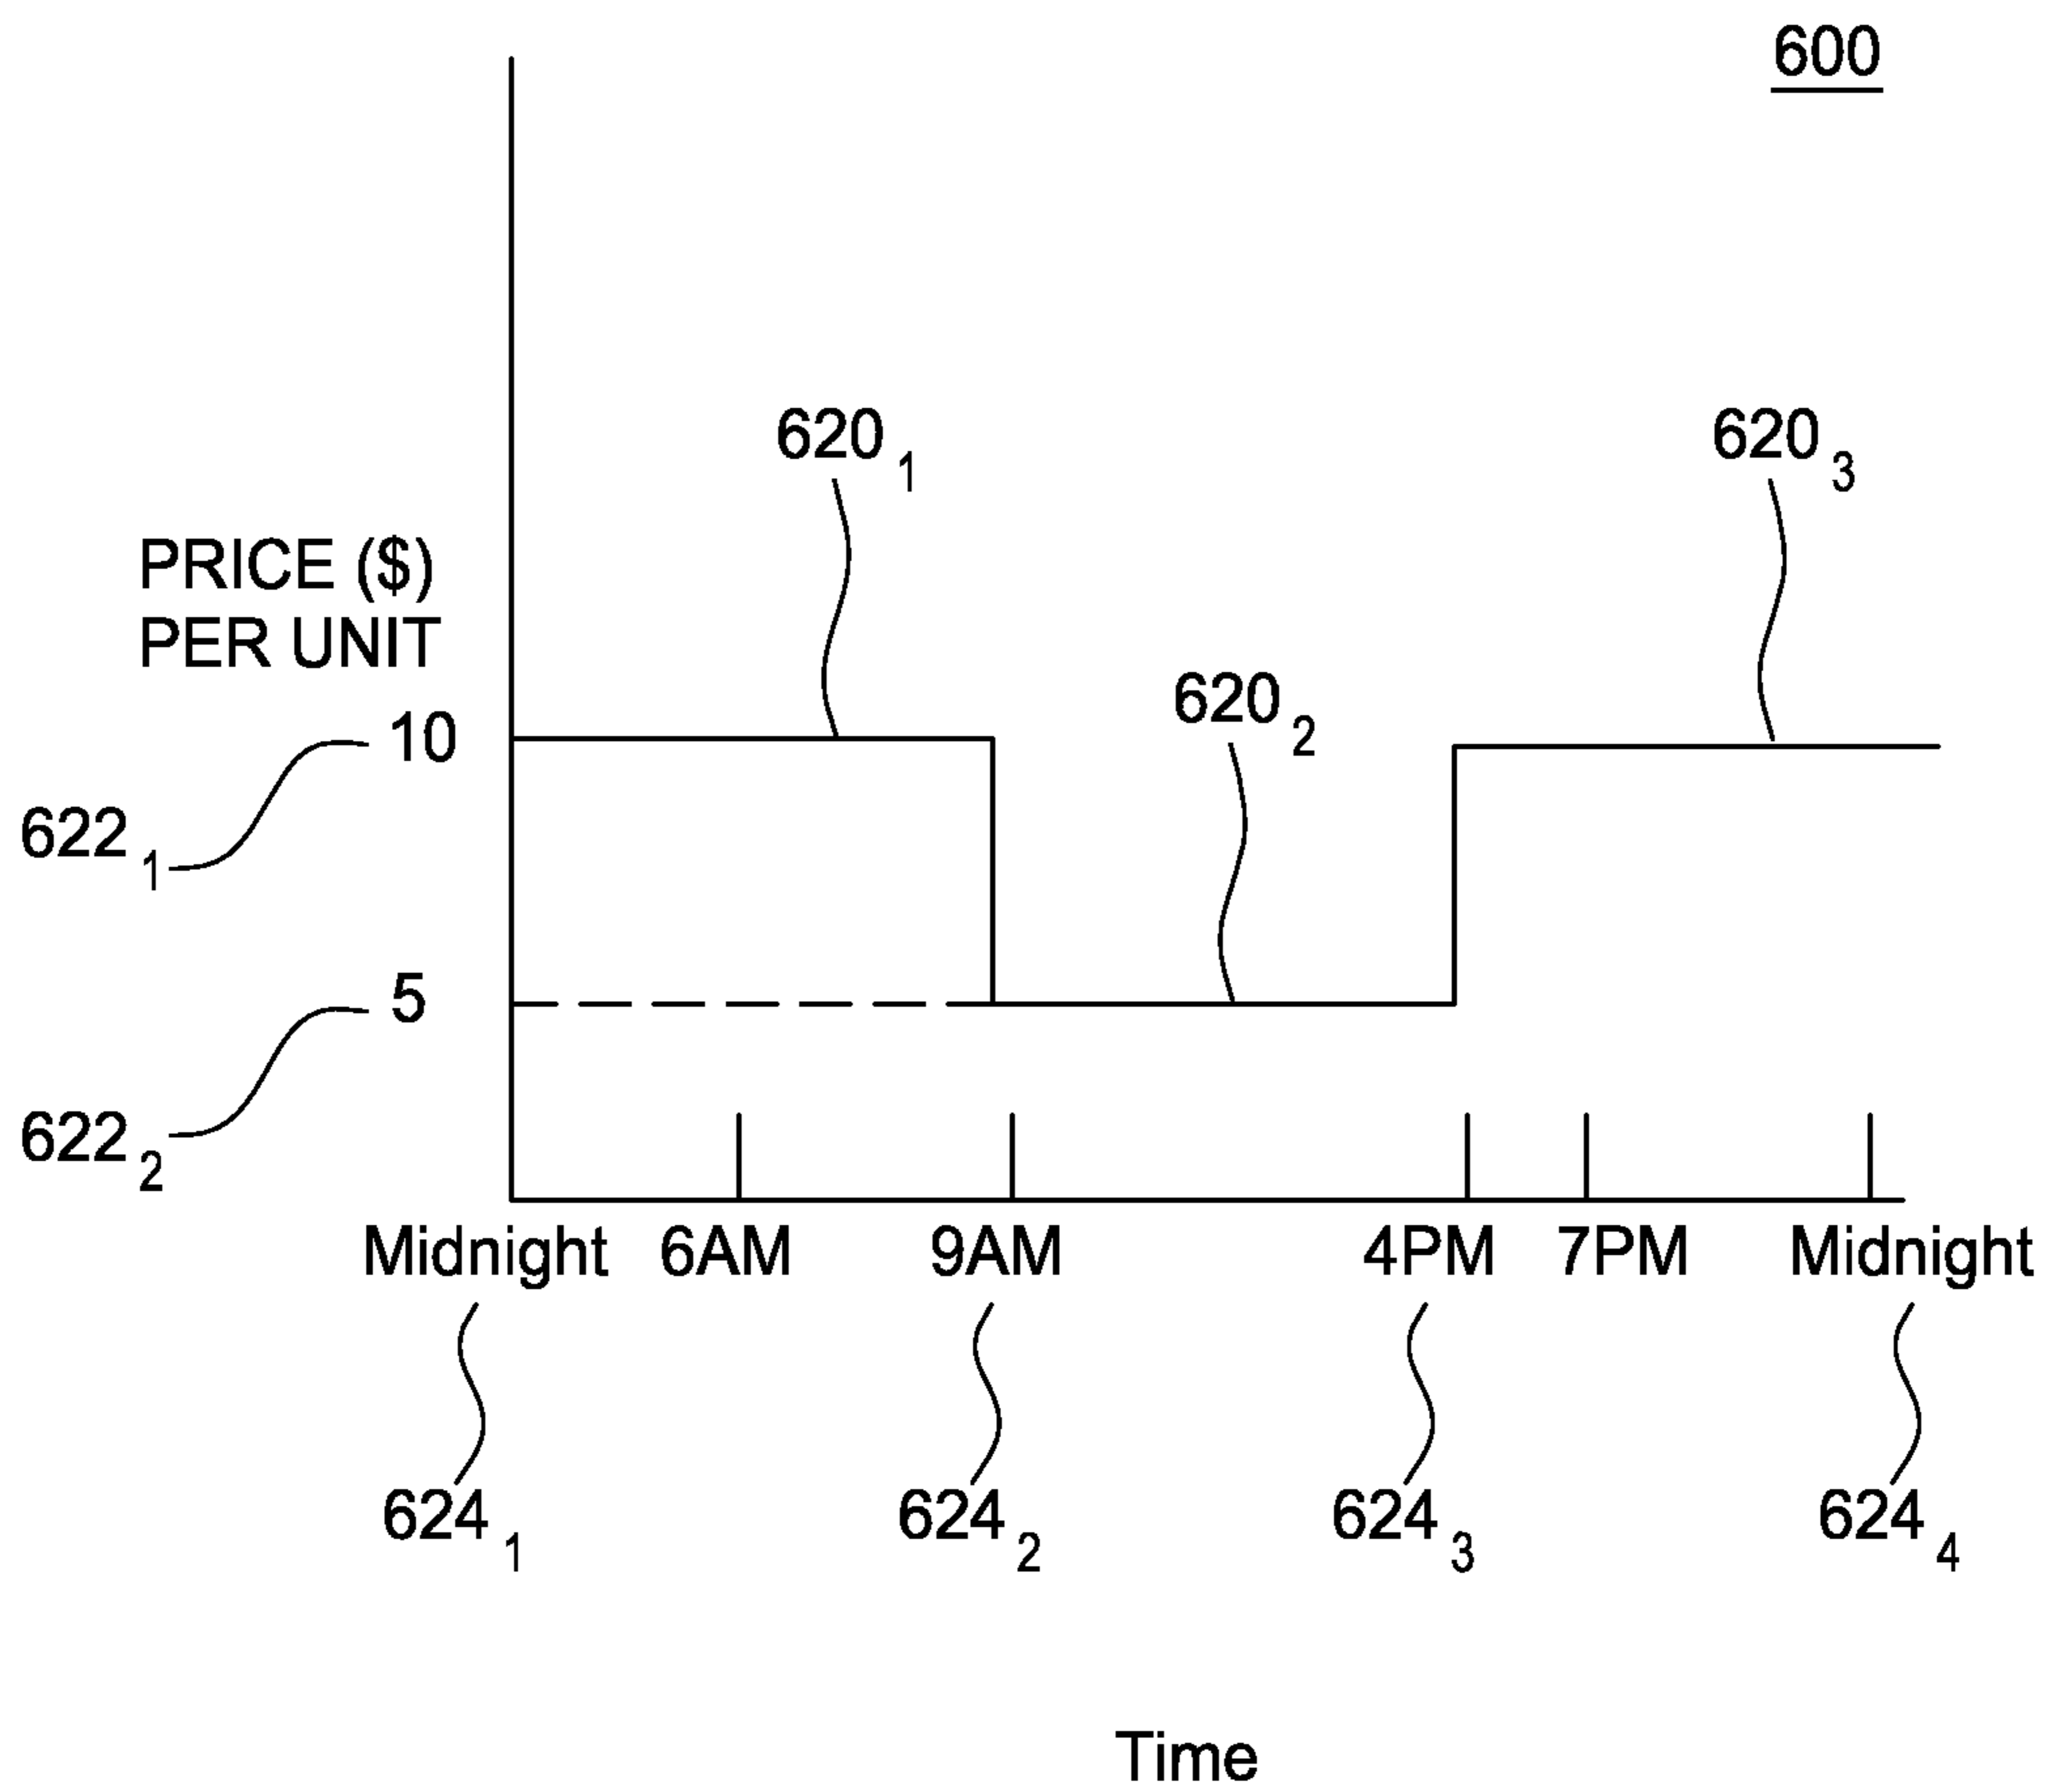 600
620 1
620 3
PRICE ($)
PER UNIT
620 2
10
622 1
5
622 2
Midnight 6AM 9AM 4PM 7PM Midnight
624 1 624 2 624 3 624 4
Time